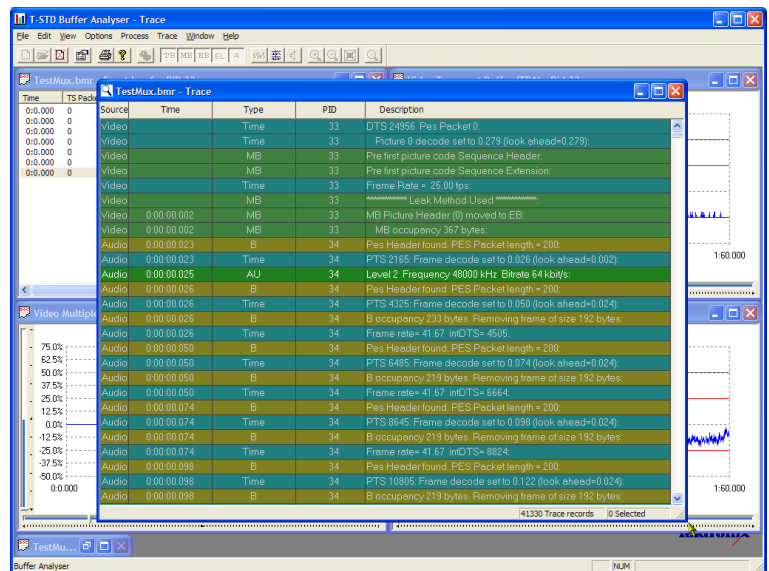 T-STD Buffer Analyser - Trace
File Edit View Options Process Trace Window Help
TB MB EB EL A
TestMux.bmr
Time TS Packe
0:0.000 0
0:0.000 0
0:0.000 0
0:0.000 0
0:0.000 0
0:0.000 0
0:0.000 0
TestMux.bmr - Trace
Source Time Type PID Description
Video Time 33 DTS 24956 Pes Packet 0:
Video Time 33 Picture 0 decode set to 0.279 (look ahead=0.279):
Video MB 33 Pre first picture code Sequence Header:
Video MB 33 Pre first picture code Sequence Extension:
Video Time 33 Frame Rate = 25.00 fps:
Video MB 33 ********** Leak Method Used **********:
Video 0:00:00.002 MB 33 MB Picture Header (0) moved to EB:
Video 0:00:00.002 MB 33 MB occupancy 367 bytes:
Audio 0:00:00.023 B 34 Pes Header found. PES Packet length = 200:
Audio 0:00:00.023 Time 34 PTS 2165: Frame decode set to 0.026 (look ahead=0.002):
Audio 0:00:00.025 AU 34 Level 2 Frequency 48000 kHz Bitrate 64 kbit/s:
Audio 0:00:00.026 B 34 Pes Header found. PES Packet length = 200:
Audio 0:00:00.026 Time 34 PTS 4325: Frame decode set to 0.050 (look ahead=0.024):
Audio 0:00:00.026 B 34 B occupancy 233 bytes. Removing frame of size 192 bytes:
Audio 0:00:00.026 Time 34 Frame rate= 41.67 intDTS= 4505:
Audio 0:00:00.050 B 34 Pes Header found. PES Packet length = 200:
Audio 0:00:00.050 Time 34 PTS 6485: Frame decode set to 0.074 (look ahead=0.024):
Audio 0:00:00.050 B 34 B occupancy 219 bytes. Removing frame of size 192 bytes:
Audio 0:00:00.050 Time 34 Frame rate= 41.67 intDTS= 6664:
Audio 0:00:00.074 B 34 Pes Header found. PES Packet length = 200:
Audio 0:00:00.074 Time 34 PTS 8645: Frame decode set to 0.098 (look ahead=0.024):
Audio 0:00:00.074 B 34 B occupancy 219 bytes. Removing frame of size 192 bytes:
Audio 0:00:00.074 Time 34 Frame rate= 41.67 intDTS= 8824:
Audio 0:00:00.098 B 34 Pes Header found. PES Packet length = 200:
Audio 0:00:00.098 Time 34 PTS 10805: Frame decode set to 0.122 (look ahead=0.024):
Audio 0:00:00.098 B 34 B occupancy 219 bytes. Removing frame of size 192 bytes:
41330 Trace records 0 Selected
1:60.000
Video Multiple
75.0%
62.5%
50.0%
37.5%
25.0%
12.5%
0.0%
-12.5%
-25.0%
-37.5%
-50.0%
0:0.000
1:60.000
TestMu...
Buffer Analyser
NUM